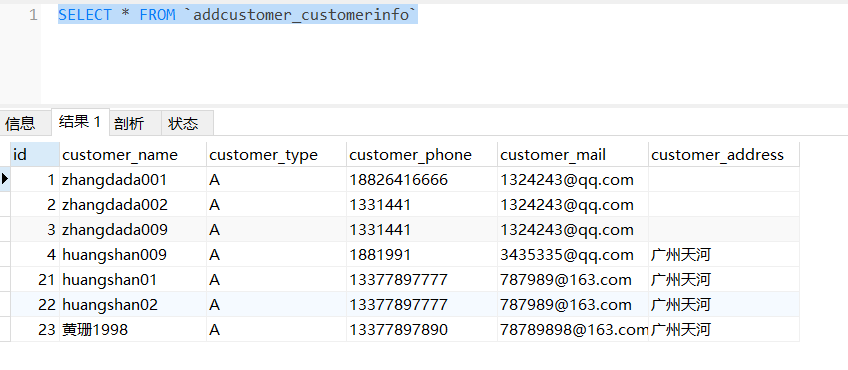 1 SELECT * FROM `addcustomer_customerinfo`
信息 结果 1 剖析 状态
id customer_name customer_type customer_phone customer_mail customer_address
1 zhangdada001 A 18826416666 1324243@qq.com
2 zhangdada002 A 1331441 1324243@qq.com
3 zhangdada009 A 1331441 1324243@qq.com
4 huangshan009 A 1881991 3435335@qq.com 广州天河
21 huangshan01 A 13377897777 787989@163.com 广州天河
22 huangshan02 A 13377897777 787989@163.com 广州天河
23 黄珊1998 A 13377897890 78789898@163.com 广州天河